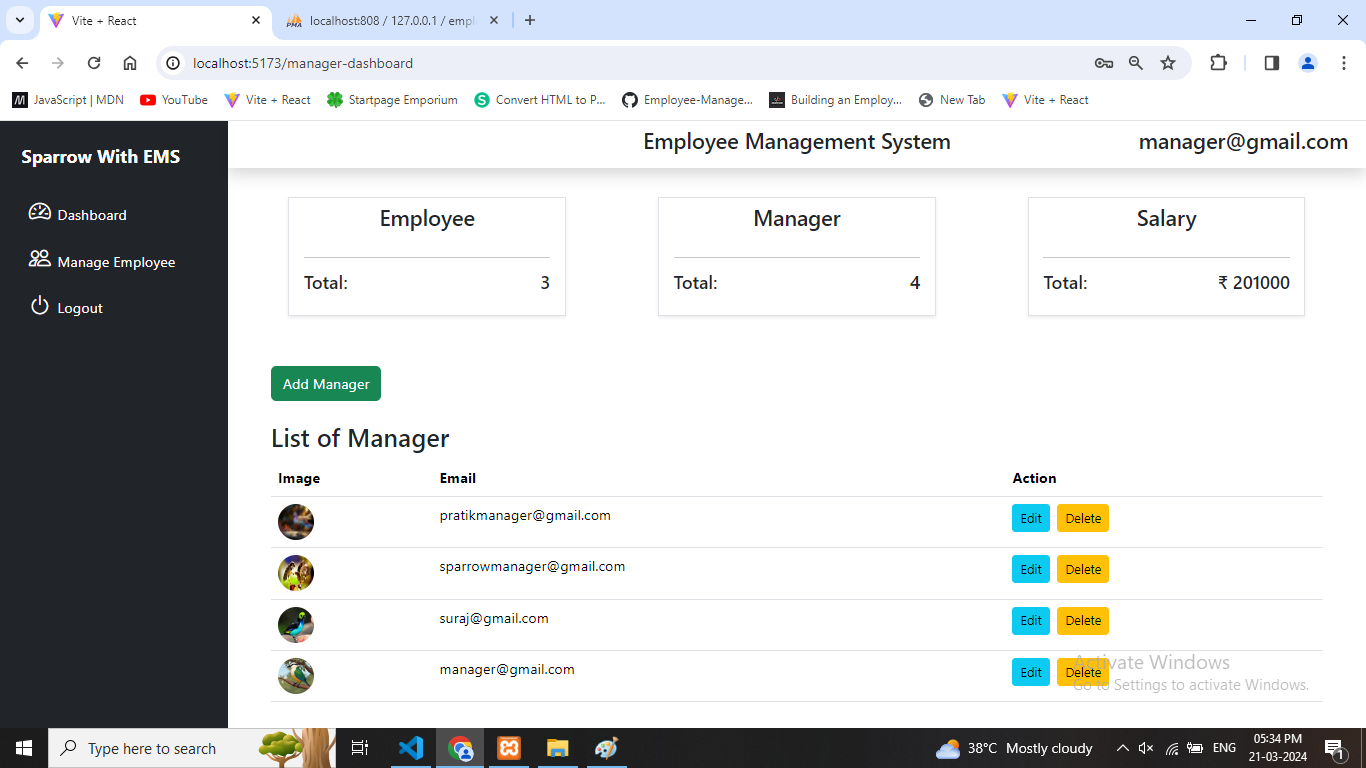 Vite + React
localhost:808 / 127.0.0.1 / empl
localhost:5173/manager-dashboard
JavaScript | MDN
YouTube
Vite + React
Startpage Emporium
Convert HTML to P...
Employee-Manage...
Building an Employ...
New Tab
Vite + React
Sparrow With EMS
Employee Management System
manager@gmail.com
Dashboard
Manage Employee
Logout
Employee
Total: 3
Manager
Total: 4
Salary
Total: ₹ 201000
Add Manager
List of Manager
Image Email Action
pratikmanager@gmail.com Edit Delete
sparrowmanager@gmail.com Edit Delete
suraj@gmail.com Edit Delete
manager@gmail.com Edit Delete
Activate Windows
Go to Settings to activate Windows.
Type here to search
38°C Mostly cloudy
ENG
05:34 PM
21-03-2024
1